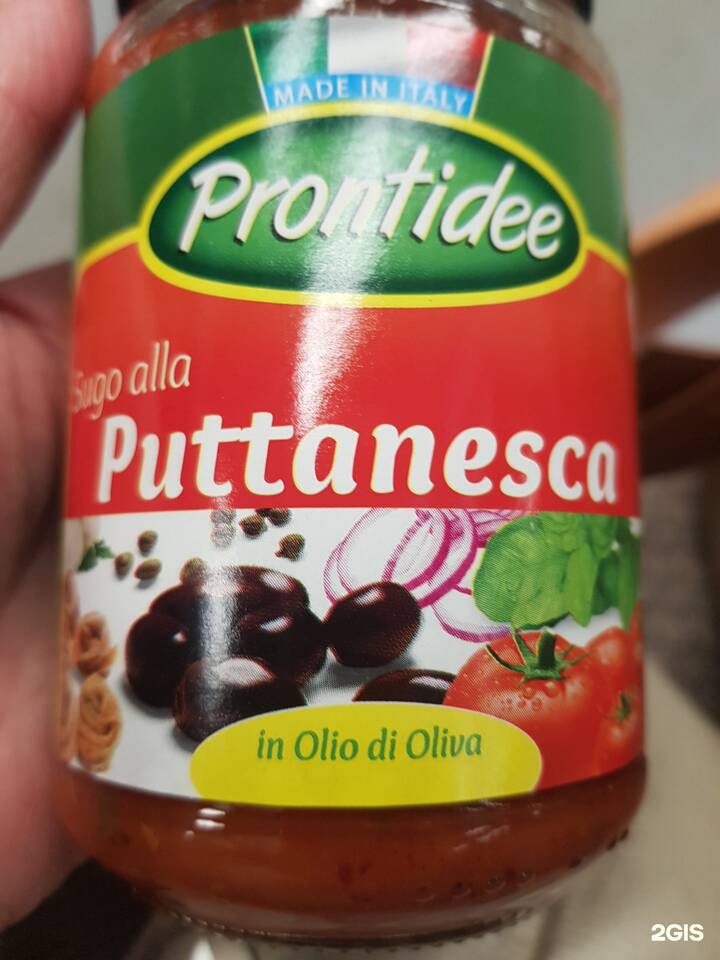 MADE IN ITALY
Prontidee
Sugo alla
Puttanesca
in Olio di Oliva
2GIS